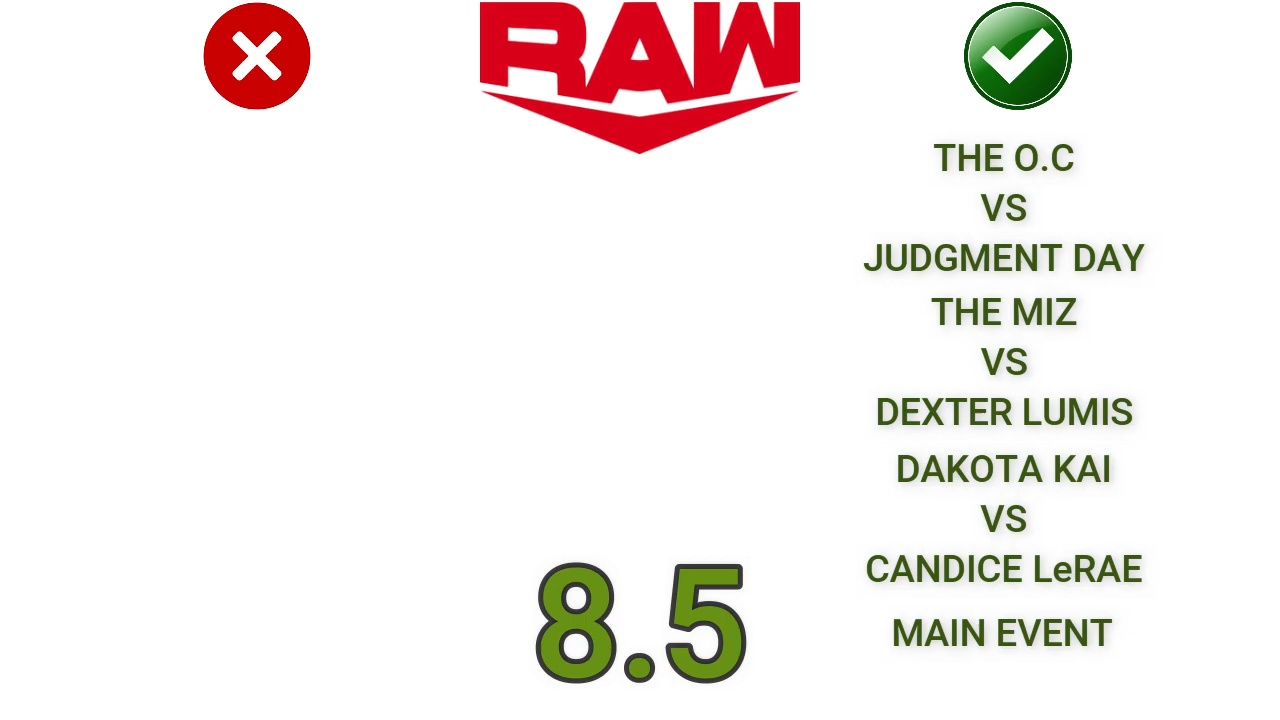 RAW
THE O.C
VS
JUDGMENT DAY
THE MIZ
VS
DEXTER LUMIS
DAKOTA KAI
VS
CANDICE LeRAE
MAIN EVENT
8.5